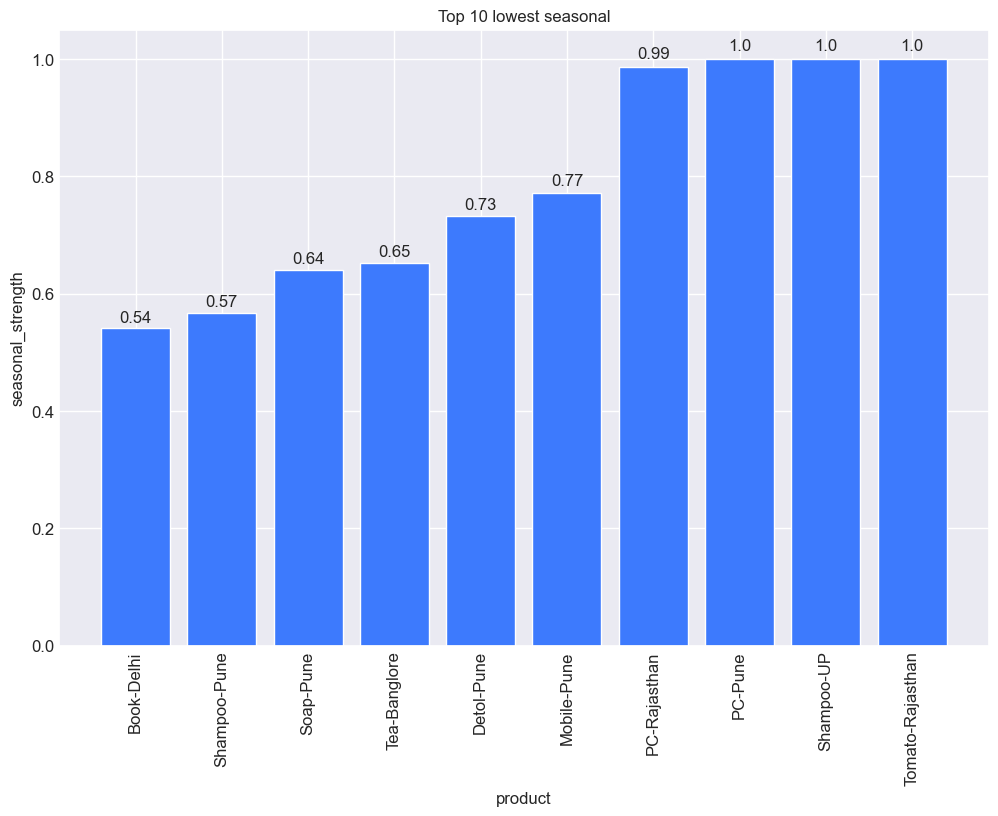 Top 10 lowest seasonal
seasonal_strength
1.0
0.8
0.6
0.4
0.2
0.0
0.54
0.57
0.64
0.65
0.73
0.77
0.99
1.0
1.0
1.0
Book-Delhi
Shampoo-Pune
Soap-Pune
Tea-Banglore
Detol-Pune
Mobile-Pune
PC-Rajasthan
PC-Pune
Shampoo-UP
Tomato-Rajasthan
product